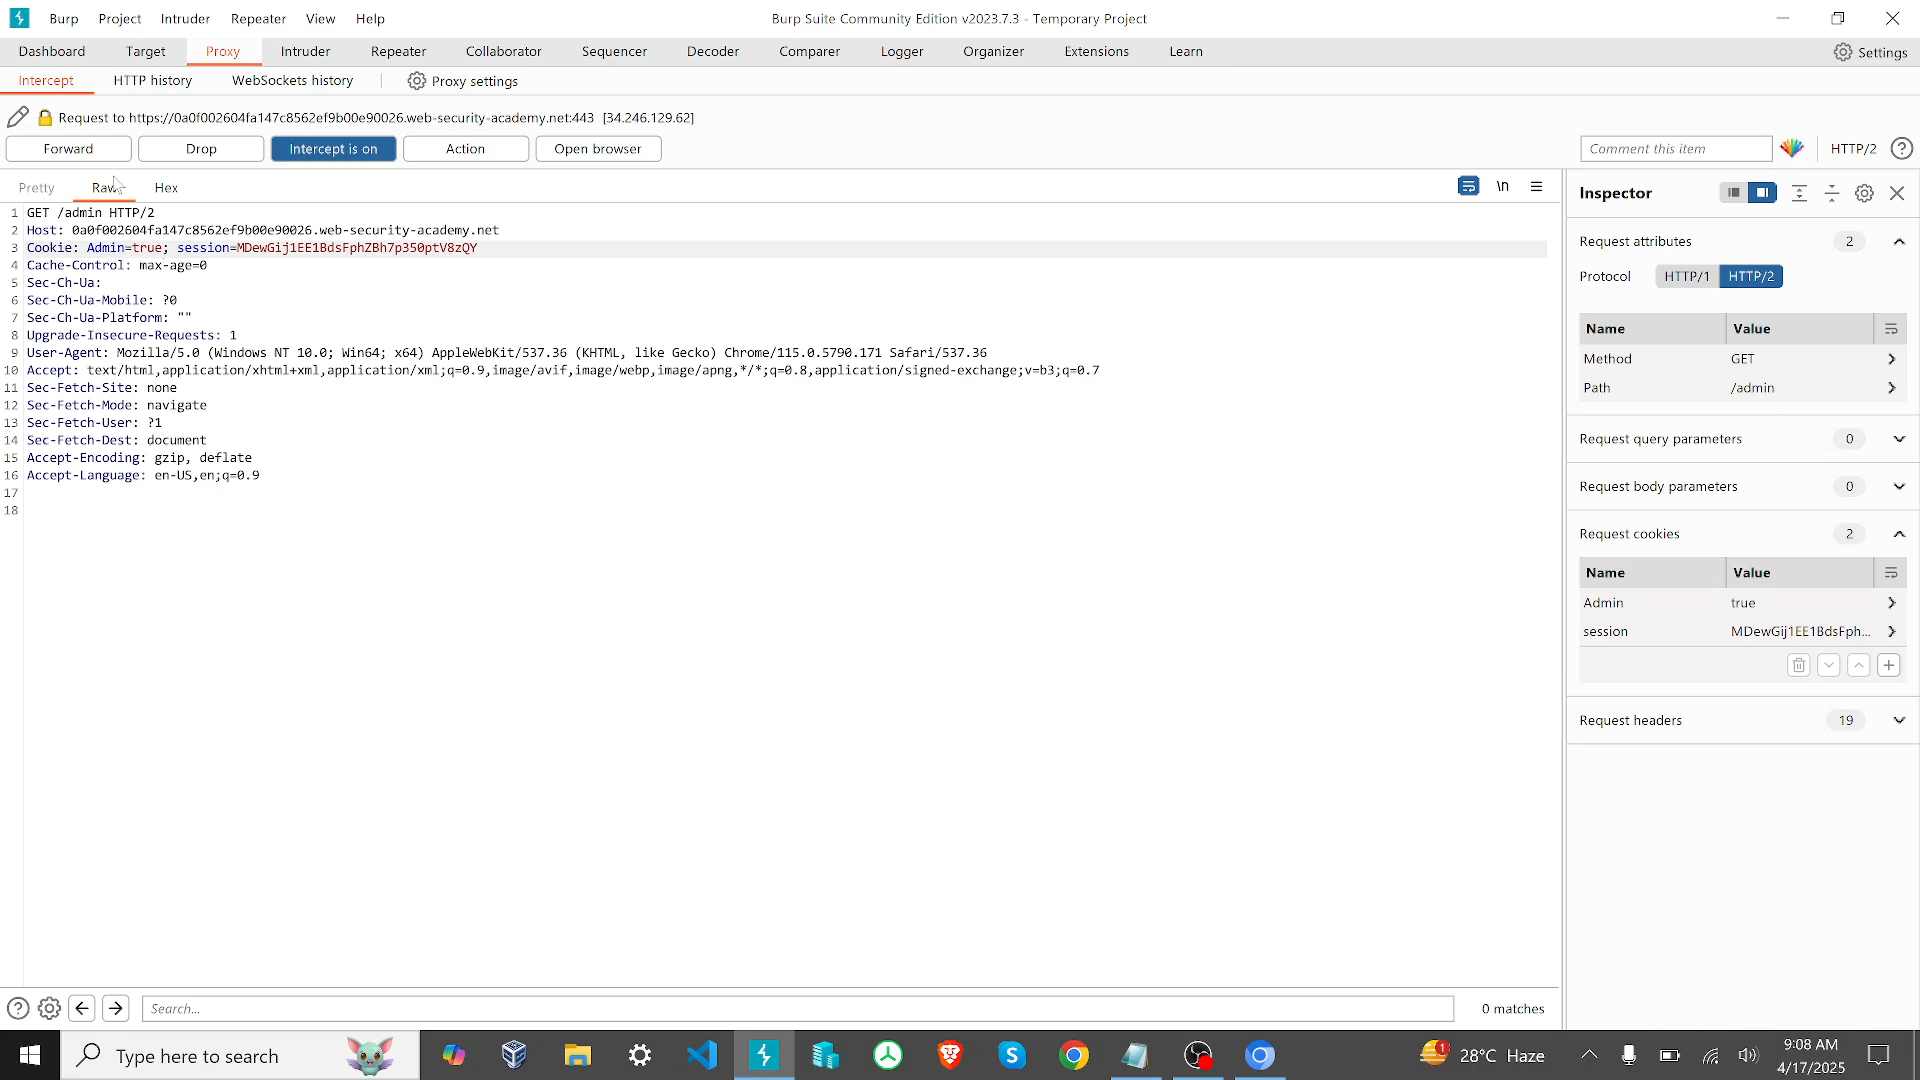 Burp Project Intruder Repeater View Help
Burp Suite Community Edition v2023.7.3 - Temporary Project
Dashboard Target Proxy Intruder Repeater Collaborator Sequencer Decoder Comparer Logger Organizer Extensions Learn
Settings
Intercept HTTP history WebSockets history Proxy settings
Request to https://0a0f002604fa147c8562ef9b00e90026.web-security-academy.net:443 [34.246.129.62]
Forward Drop Intercept is on Action Open browser
Comment this item HTTP/2 ?
Pretty Raw Hex
\n
1 GET /admin HTTP/2
2 Host: 0a0f002604fa147c8562ef9b00e90026.web-security-academy.net
3 Cookie: Admin=true; session=MDewGij1EE1BdsFphZBh7p350ptV8zQY
4 Cache-Control: max-age=0
5 Sec-Ch-Ua:
6 Sec-Ch-Ua-Mobile: ?0
7 Sec-Ch-Ua-Platform: ""
8 Upgrade-Insecure-Requests: 1
9 User-Agent: Mozilla/5.0 (Windows NT 10.0; Win64; x64) AppleWebKit/537.36 (KHTML, like Gecko) Chrome/115.0.5790.171 Safari/537.36
10 Accept: text/html,application/xhtml+xml,application/xml;q=0.9,image/avif,image/webp,image/apng,*/*;q=0.8,application/signed-exchange;v=b3;q=0.7
11 Sec-Fetch-Site: none
12 Sec-Fetch-Mode: navigate
13 Sec-Fetch-User: ?1
14 Sec-Fetch-Dest: document
15 Accept-Encoding: gzip, deflate
16 Accept-Language: en-US,en;q=0.9
17
18
Inspector
Request attributes 2
Protocol HTTP/1 HTTP/2
Name Value
Method GET
Path /admin
Request query parameters 0
Request body parameters 0
Request cookies 2
Name Value
Admin true
session MDewGij1EE1BdsFph...
Request headers 19
? Search... 0 matches
Type here to search
1 28°C Haze
9:08 AM
4/17/2025